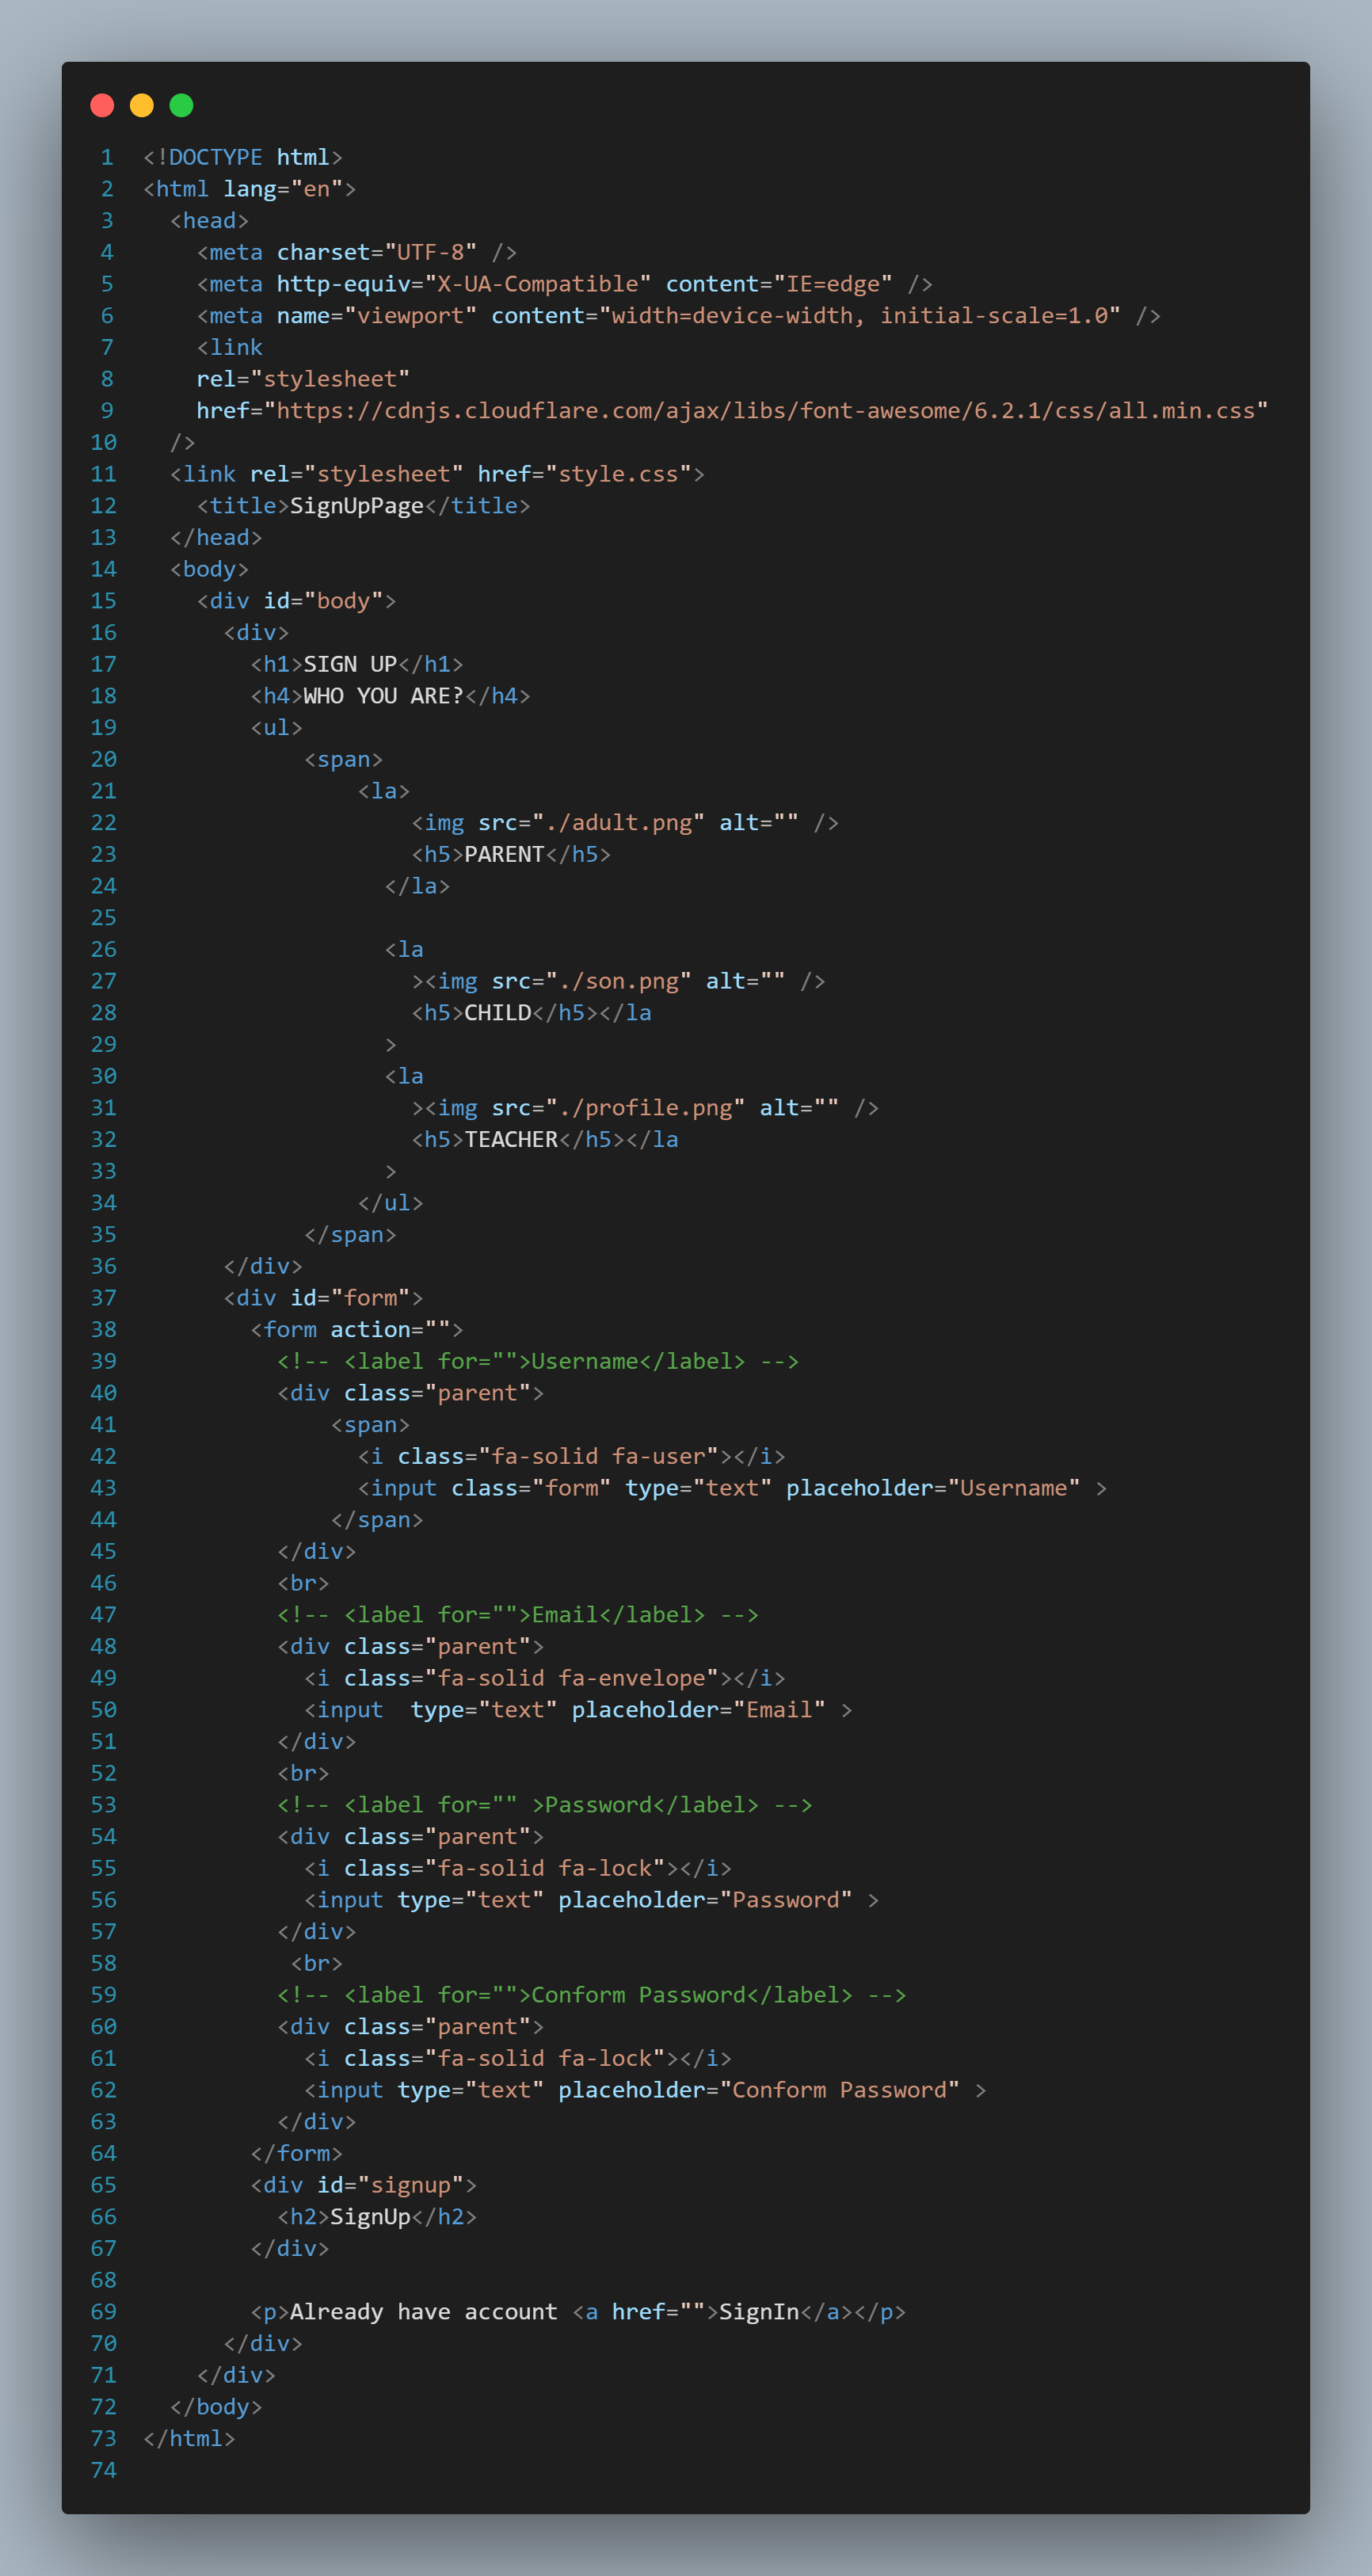 1 <!DOCTYPE html>
2 <html lang="en">
3   <head>
4     <meta charset="UTF-8" />
5     <meta http-equiv="X-UA-Compatible" content="IE=edge" />
6     <meta name="viewport" content="width=device-width, initial-scale=1.0" />
7     <link
8     rel="stylesheet"
9     href="https://cdnjs.cloudflare.com/ajax/libs/font-awesome/6.2.1/css/all.min.css"
10   />
11   <link rel="stylesheet" href="style.css">
12     <title>SignUpPage</title>
13   </head>
14   <body>
15     <div id="body">
16       <div>
17         <h1>SIGN UP</h1>
18         <h4>WHO YOU ARE?</h4>
19         <ul>
20             <span>
21                 <la>
22                     <img src="./adult.png" alt="" />
23                     <h5>PARENT</h5>
24                   </la>
25
26                   <la
27                     ><img src="./son.png" alt="" />
28                     <h5>CHILD</h5></la
29                   >
30                   <la
31                     ><img src="./profile.png" alt="" />
32                     <h5>TEACHER</h5></la
33                   >
34                 </ul>
35             </span>
36       </div>
37       <div id="form">
38         <form action="">
39           <!-- <label for="">Username</label> -->
40           <div class="parent">
41               <span>
42                 <i class="fa-solid fa-user"></i>
43                 <input class="form" type="text" placeholder="Username" >
44               </span>
45           </div>
46           <br>
47           <!-- <label for="">Email</label> -->
48           <div class="parent">
49             <i class="fa-solid fa-envelope"></i>
50             <input  type="text" placeholder="Email" >
51           </div>
52           <br>
53           <!-- <label for="" >Password</label> -->
54           <div class="parent">
55             <i class="fa-solid fa-lock"></i>
56             <input type="text" placeholder="Password" >
57           </div>
58            <br>
59           <!-- <label for="">Conform Password</label> -->
60           <div class="parent">
61             <i class="fa-solid fa-lock"></i>
62             <input type="text" placeholder="Conform Password" >
63           </div>
64         </form>
65         <div id="signup">
66           <h2>SignUp</h2>
67         </div>
68
69         <p>Already have account <a href="">SignIn</a></p>
70       </div>
71     </div>
72   </body>
73 </html>
74